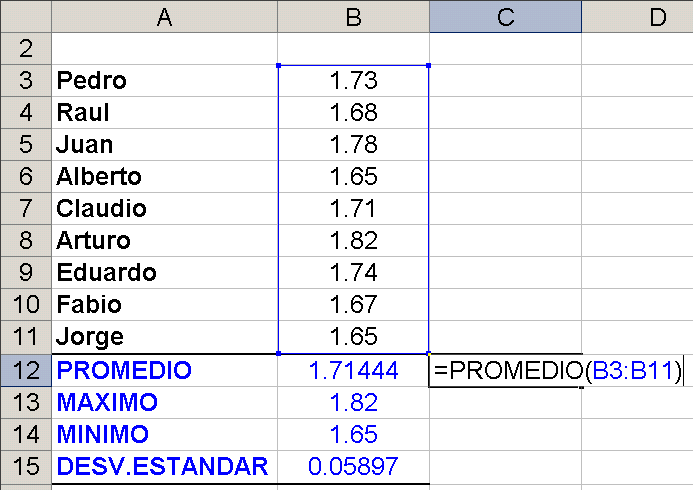 A B C D
2
3 Pedro 1.73
4 Raul 1.68
5 Juan 1.78
6 Alberto 1.65
7 Claudio 1.71
8 Arturo 1.82
9 Eduardo 1.74
10 Fabio 1.67
11 Jorge 1.65
12 PROMEDIO 1.71444 =PROMEDIO(B3:B11)
13 MAXIMO 1.82
14 MINIMO 1.65
15 DESV.ESTANDAR 0.05897